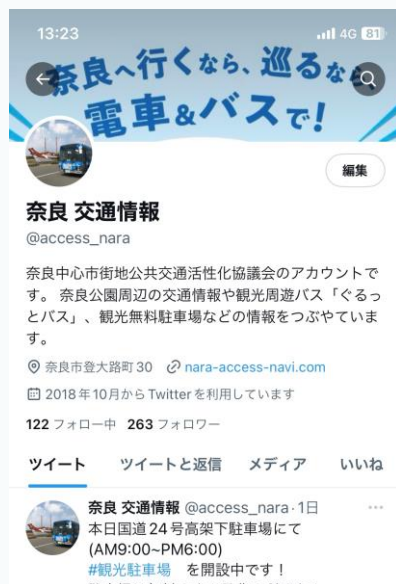 13:23
4G 81
奈良へ行くなら、巡るなら、
電車&バスで!
編集
奈良 交通情報
@access_nara
奈良中心市街地公共交通活性化協議会のアカウントで
す。 奈良公園周辺の交通情報や観光周遊バス「ぐるっ
とバス」、観光無料駐車場などの情報をつぶやいていま
す。
奈良市登大路町30 nara-access-navi.com
2018年10月からTwitterを利用しています
122 フォロー中 263 フォロワー
ツイート ツイートと返信 メディア いいね
奈良 交通情報 @access_nara·1日
本日国道24号高架下駐車場にて
(AM9:00~PM6:00)
#観光駐車場 を開設中です!